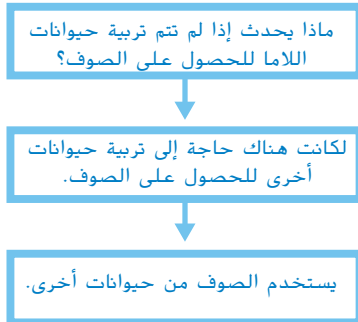 ماذا يحدث إذا لم تتم تربية حيوانات
اللاما للحصول على الصوف؟
لكانت هناك حاجة إلى تربية حيوانات
أخرى للحصول على الصوف.
يستخدم الصوف من حيوانات أخرى.